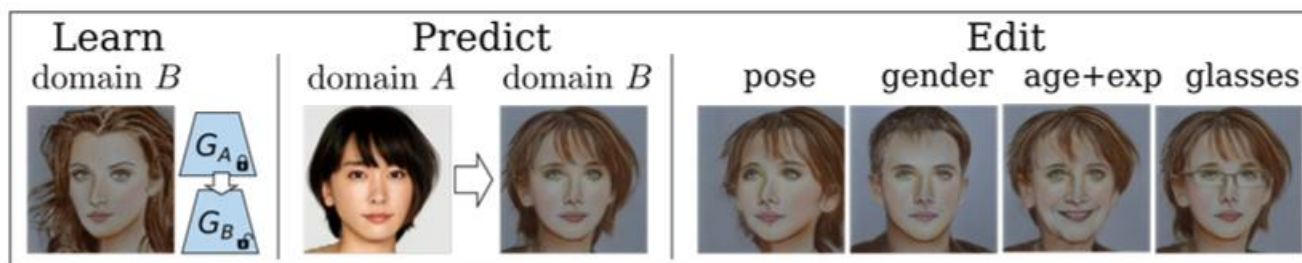 Learn
domain B
G_A
G_B
Predict
domain A
domain B
Edit
pose gender age+exp glasses